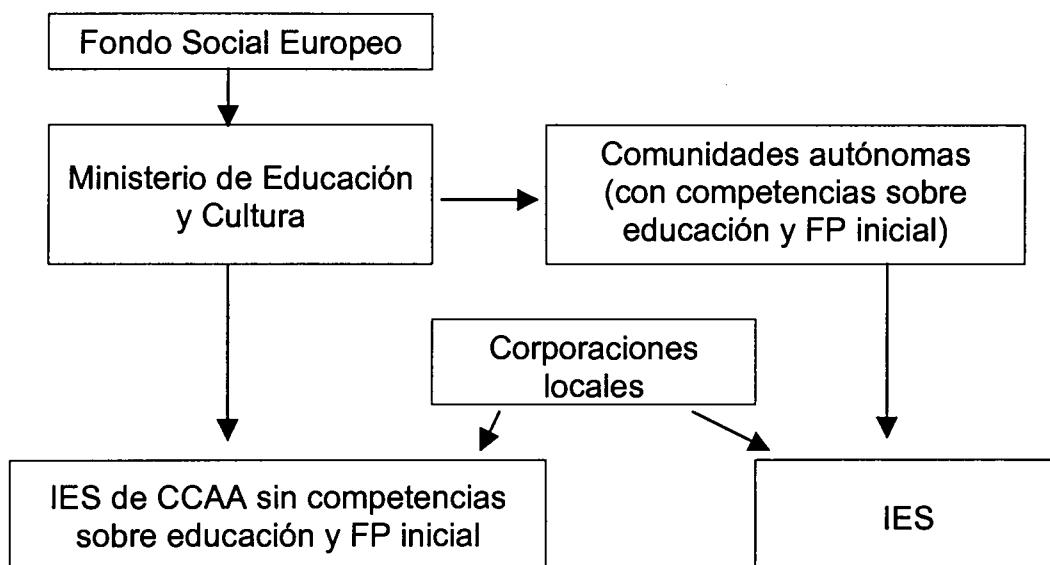 Fondo Social Europeo
Ministerio de Educación
y Cultura
Comunidades autónomas
(con competencias sobre
educación y FP inicial)
Corporaciones
locales
IES de CCAA sin competencias
sobre educación y FP inicial
IES